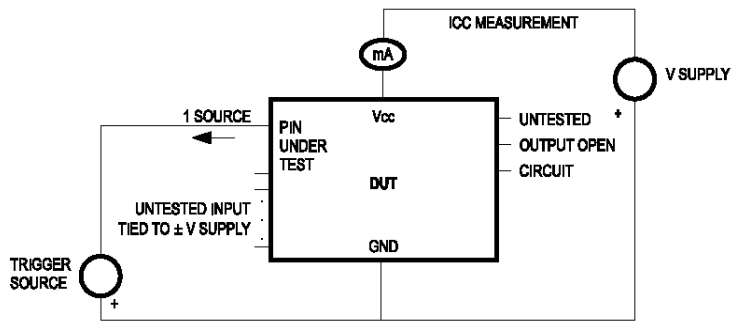 ICC MEASUREMENT
mA
V SUPPLY
+
1 SOURCE
Vcc
PIN
UNDER
TEST
UNTESTED
OUTPUT OPEN
CIRCUIT
DUT
UNTESTED INPUT
TIED TO ± V SUPPLY
GND
TRIGGER
SOURCE
+